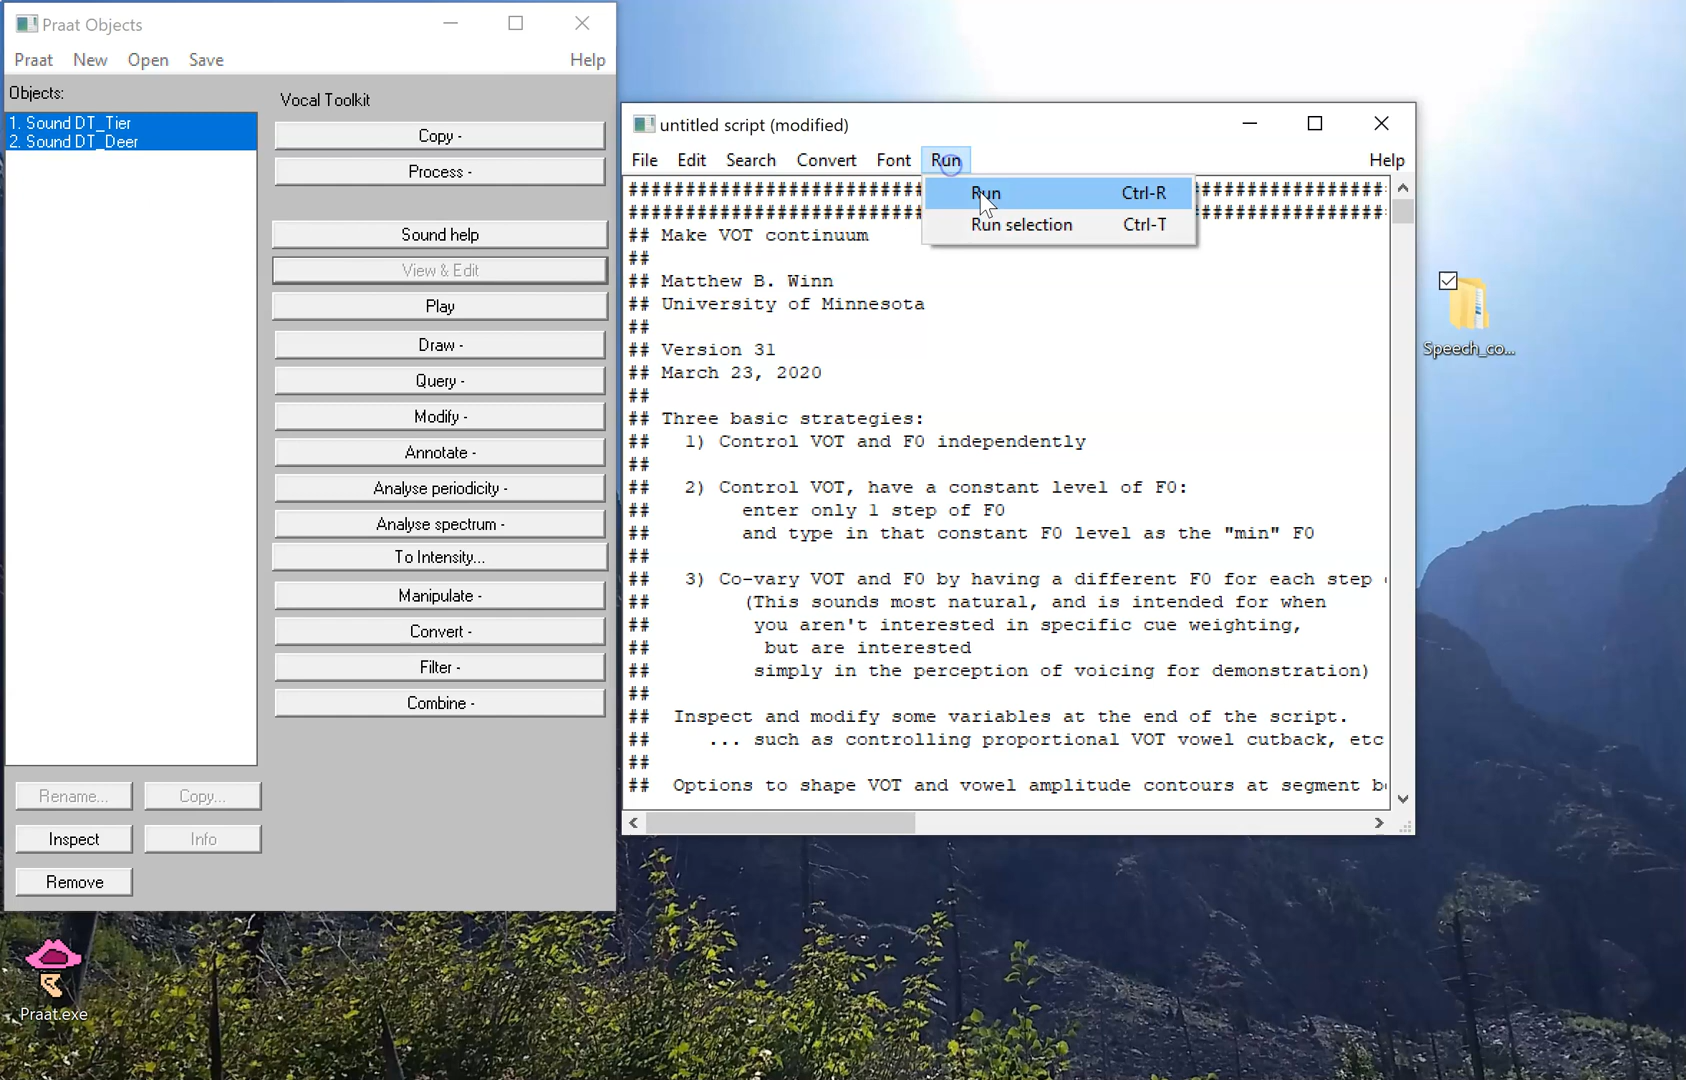 Praat Objects
Praat New Open Save Help
Objects:
1. Sound DT_Tier
2. Sound DT_Deer
Vocal Toolkit
Copy -
Process -
Sound help
View & Edit
Play
Draw -
Query -
Modify -
Annotate -
Analyse periodicity -
Analyse spectrum -
To Intensity...
Manipulate -
Convert -
Filter -
Combine -
Rename... Copy...
Inspect Info
Remove
untitled script (modified)
File Edit Search Convert Font Run Help
Run Ctrl-R
Run selection Ctrl-T
## Make VOT continuum
##
## Matthew B. Winn
## University of Minnesota
##
## Version 31
## March 23, 2020
##
## Three basic strategies:
## 1) Control VOT and F0 independently
##
## 2) Control VOT, have a constant level of F0:
## enter only 1 step of F0
## and type in that constant F0 level as the "min" F0
##
## 3) Co-vary VOT and F0 by having a different F0 for each step
## (This sounds most natural, and is intended for when
## you aren't interested in specific cue weighting,
## but are interested
## simply in the perception of voicing for demonstration)
##
## Inspect and modify some variables at the end of the script.
## ... such as controlling proportional VOT vowel cutback, etc
##
## Options to shape VOT and vowel amplitude contours at segment
Speech_co...
Praat.exe